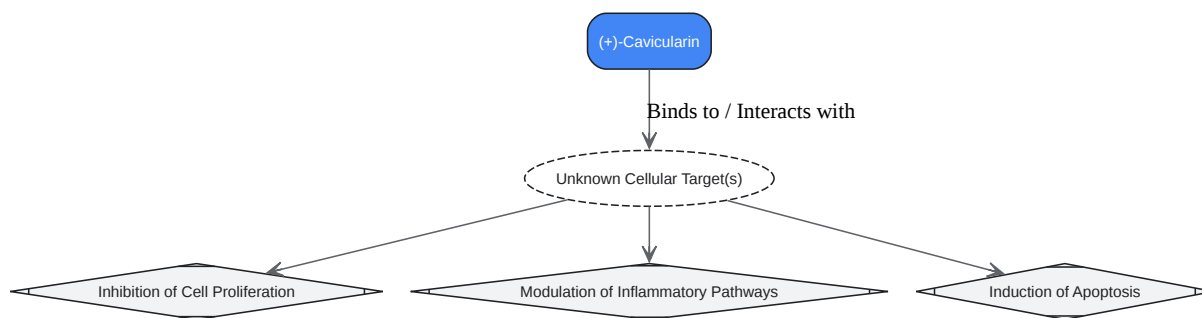 (+)-Cavicularin
Binds to / Interacts with
Unknown Cellular Target(s)
Inhibition of Cell Proliferation
Modulation of Inflammatory Pathways
Induction of Apoptosis